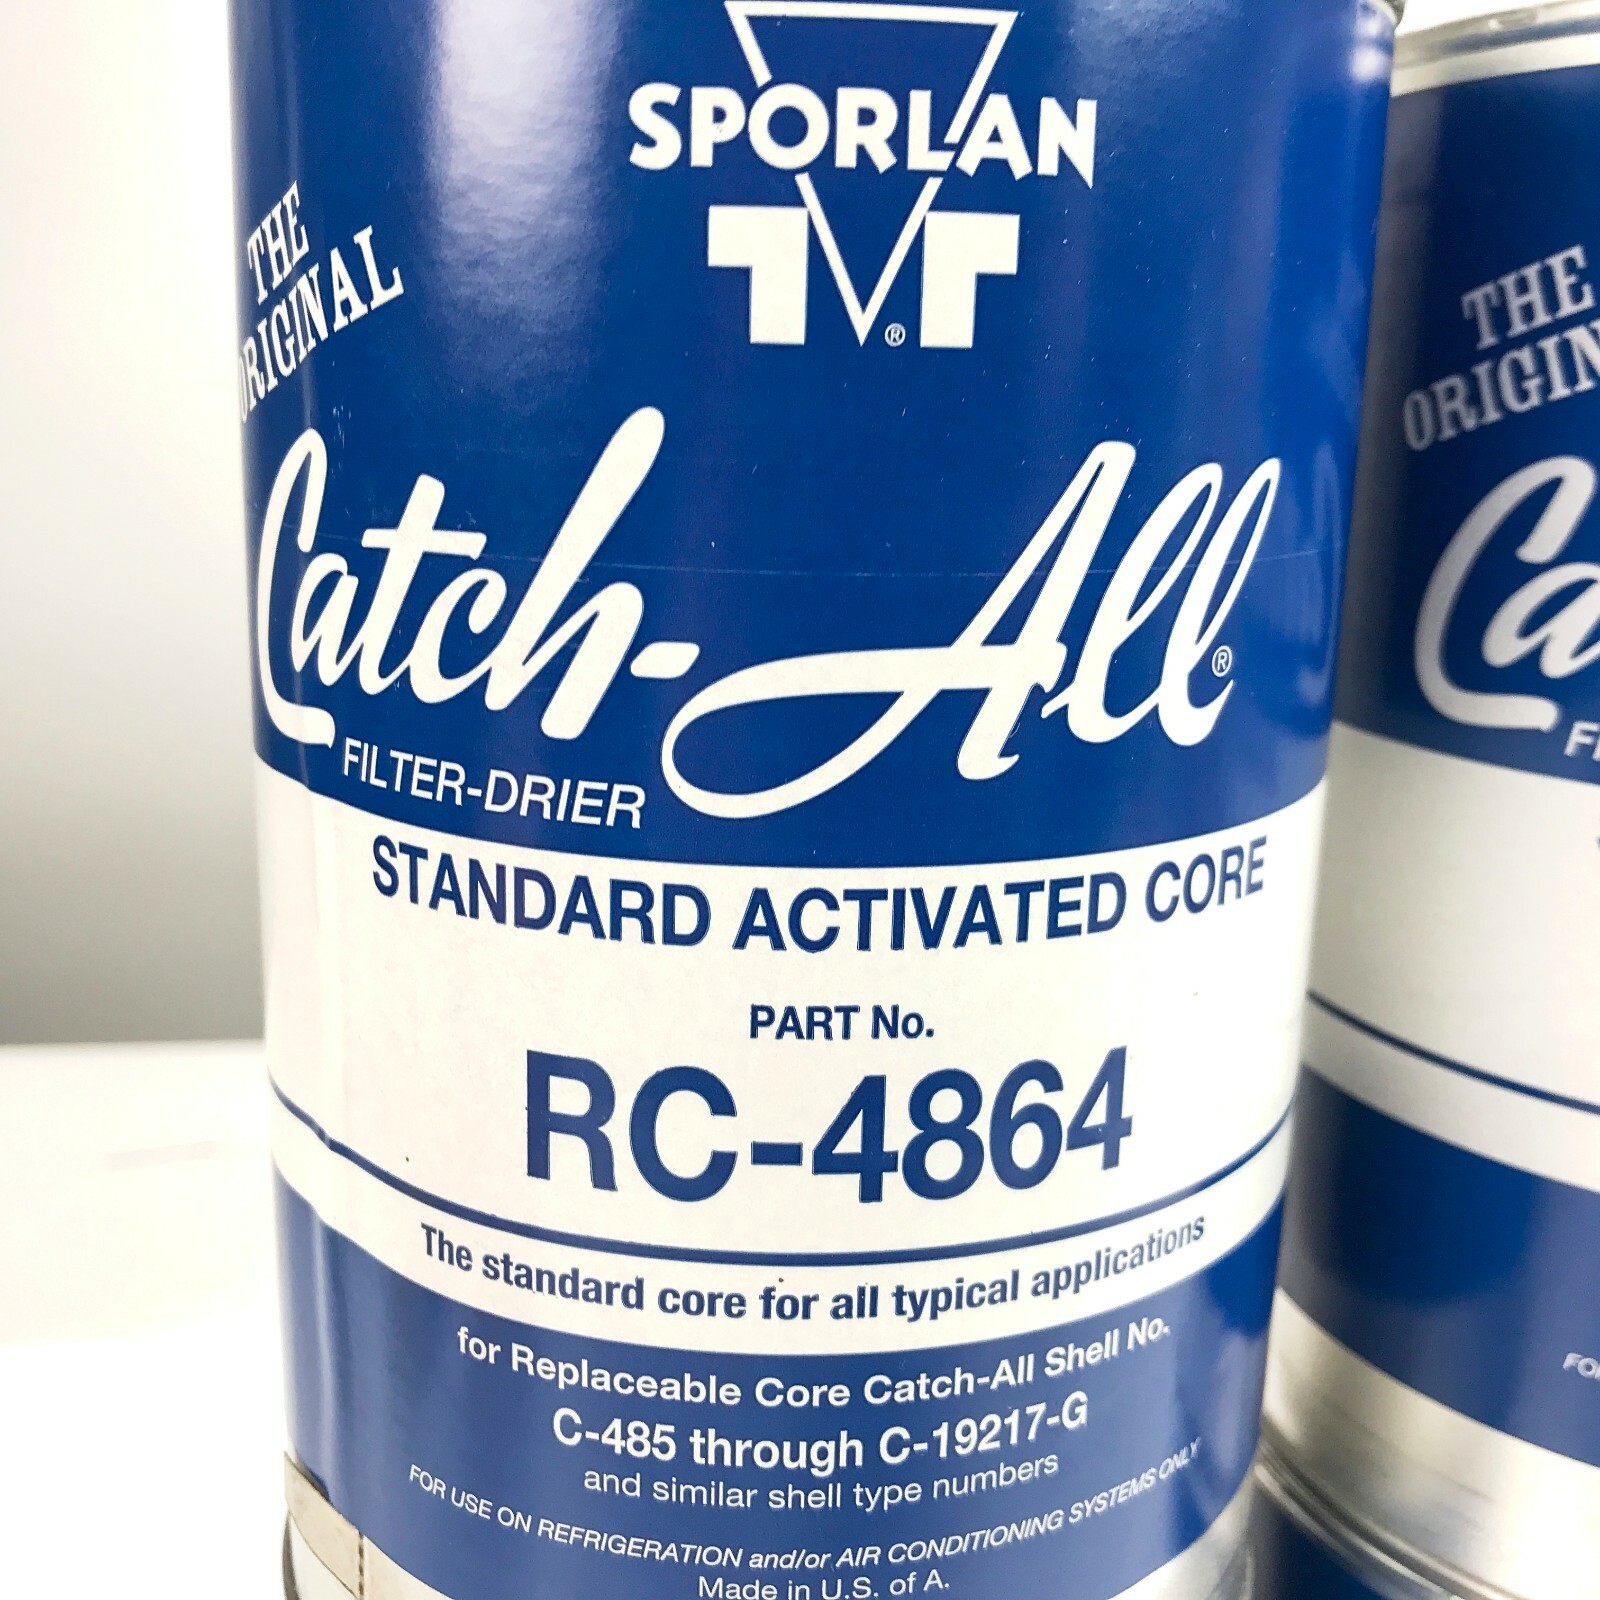 SPORLAN
®
THE
ORIGINAL
Catch-All®
FILTER-DRIER
STANDARD ACTIVATED CORE
PART No.
RC-4864
The standard core for all typical applications
for Replaceable Core Catch-All Shell No.
C-485 through C-19217-G
and similar shell type numbers
FOR USE ON REFRIGERATION and/or AIR CONDITIONING SYSTEMS ONLY
Made in U.S. of A.
THE
ORIGIN
Ca
FI
FO